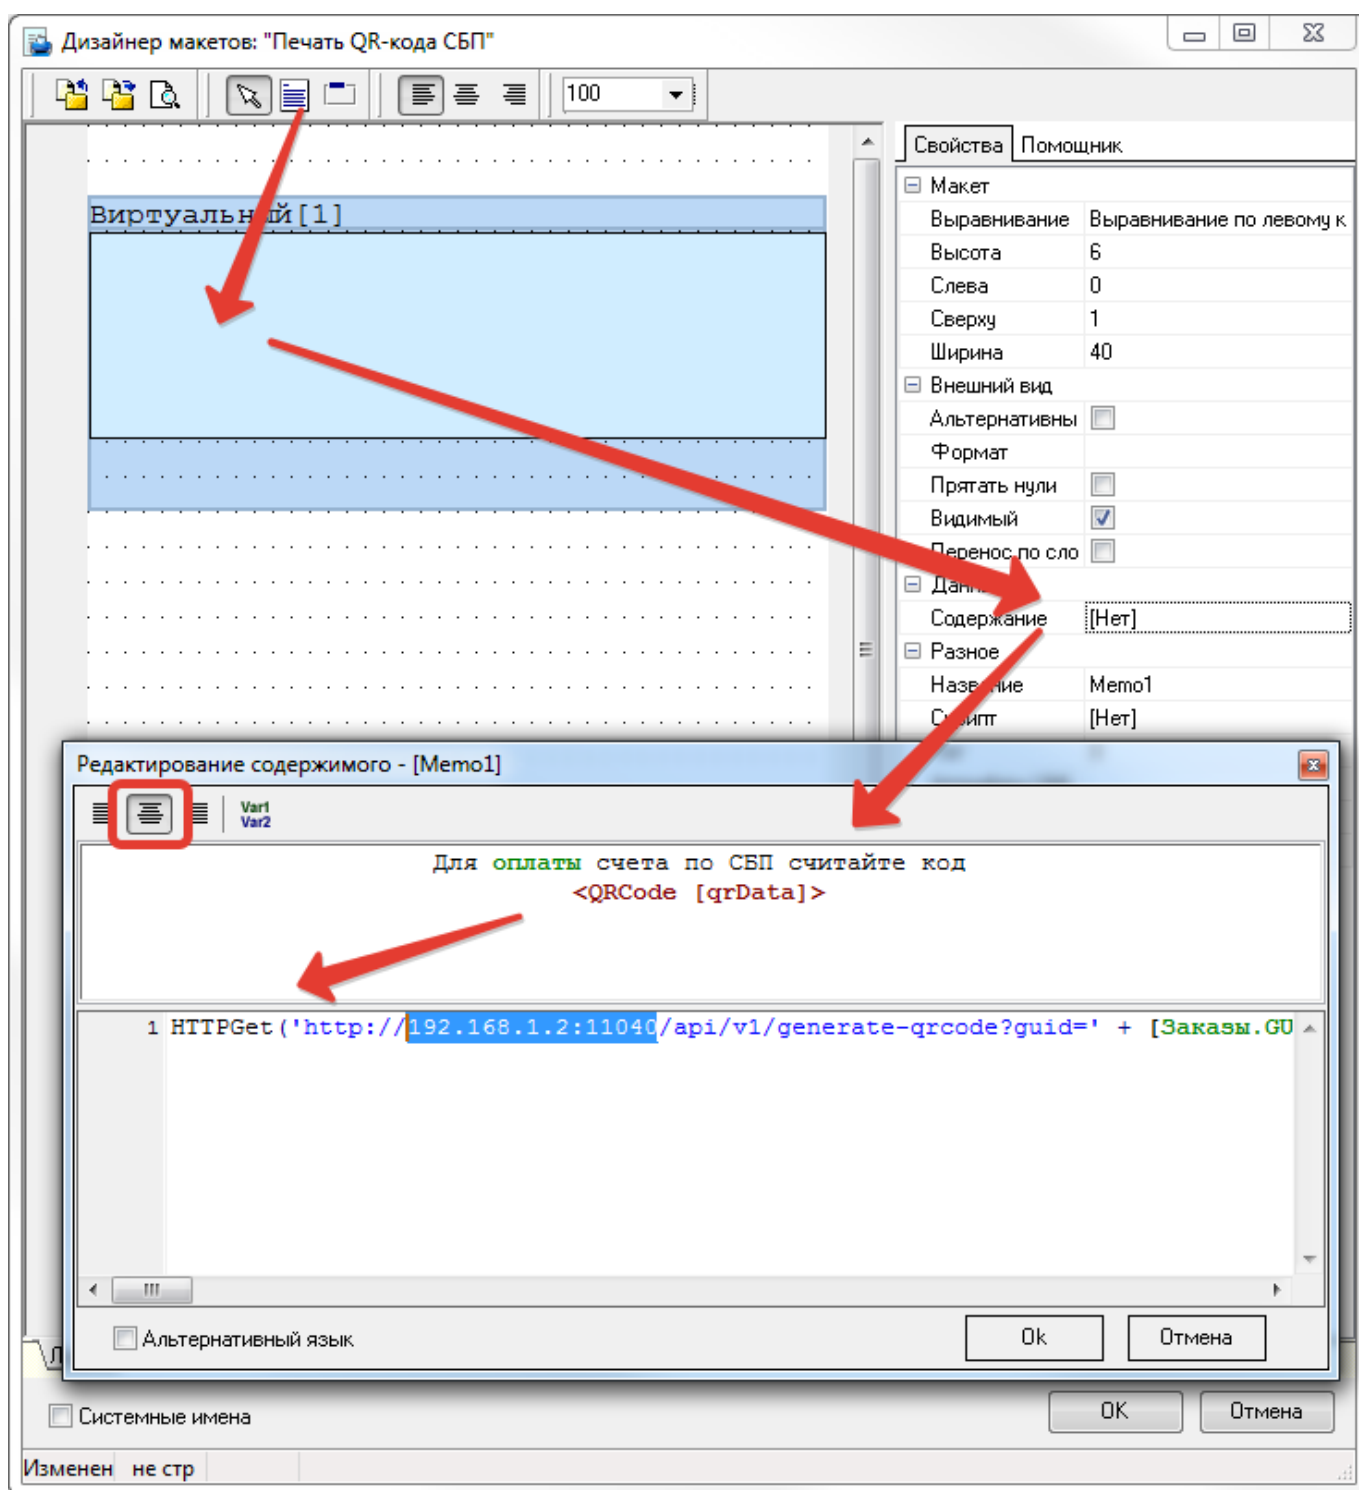 Дизайнер макетов: "Печать QR-кода СБП"
100
Свойства Помощник
Виртуальный[1]
Макет
Выравнивание Выравнивание по левому к
Высота 6
Слева 0
Сверху 1
Ширина 40
Внешний вид
Альтернативны
Формат
Прятать нули
Видимый
Перенос по сло
Содержание [Нет]
Разное
Название Memo1
Скрипт [Нет]
Редактирование содержимого - [Memo1]
Var1
Var2
Для оплаты счета по СБП считайте код
<QRCode [qrData]>
1 HTTPGet('http://192.168.1.2:11040/api/v1/generate-qrcode?guid=' + [Заказы.GU
Альтернативный язык
Ok Отмена
Системные имена
OK Отмена
Изменен не стр